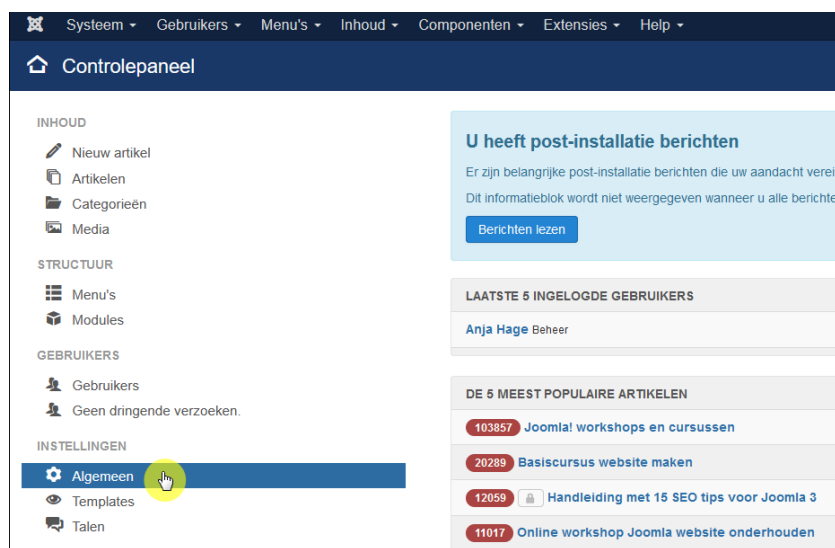 Systeem Gebruikers Menu's Inhoud Componenten Extensies Help
Controlepaneel
INHOUD
Nieuw artikel
Artikelen
Categorieën
Media
STRUCTUUR
Menu's
Modules
GEBRUIKERS
Gebruikers
Geen dringende verzoeken.
INSTELLINGEN
Algemeen
Templates
Talen
U heeft post-installatie berichten
Er zijn belangrijke post-installatie berichten die uw aandacht verei
Dit informatieblok wordt niet weergegeven wanneer u alle berichte
Berichten lezen
LAATSTE 5 INGELOGDE GEBRUIKERS
Anja Hage Beheer
DE 5 MEEST POPULAIRE ARTIKELEN
103857 Joomla! workshops en cursussen
20289 Basiscursus website maken
12059 Handleiding met 15 SEO tips voor Joomla 3
11017 Online workshop Joomla website onderhouden